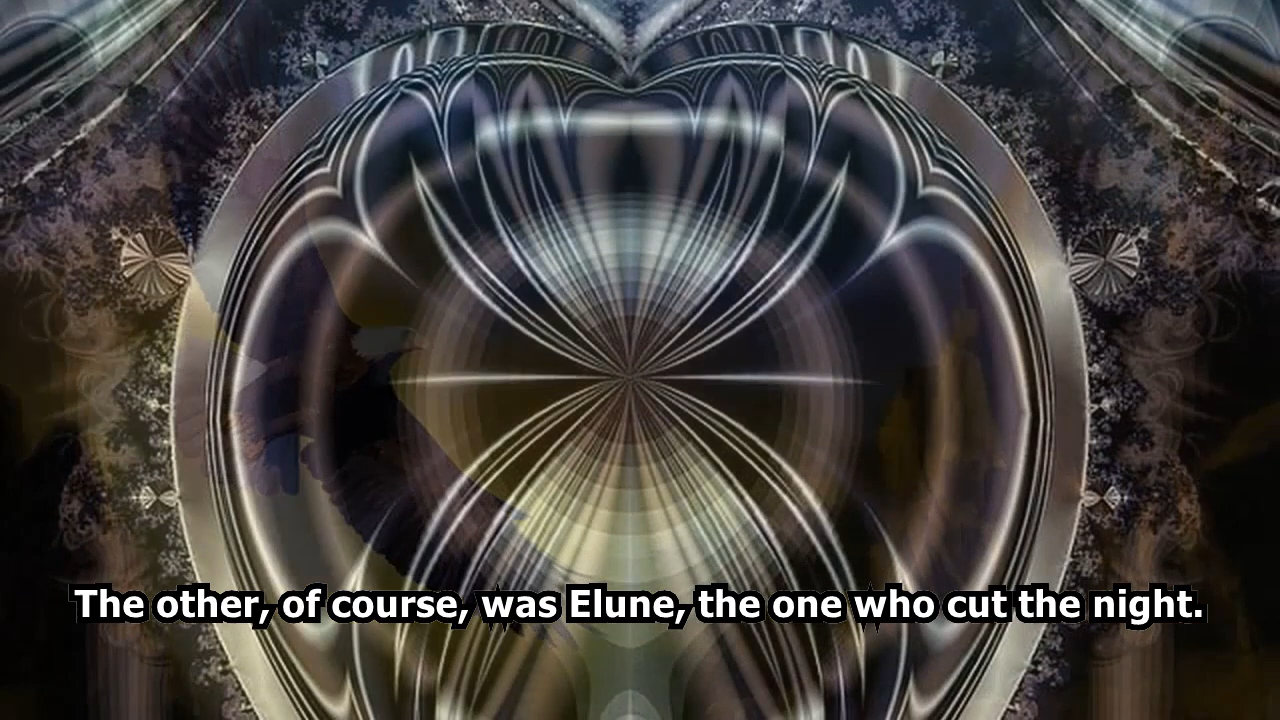 The other, of course, was Elune, the one who cut the night.